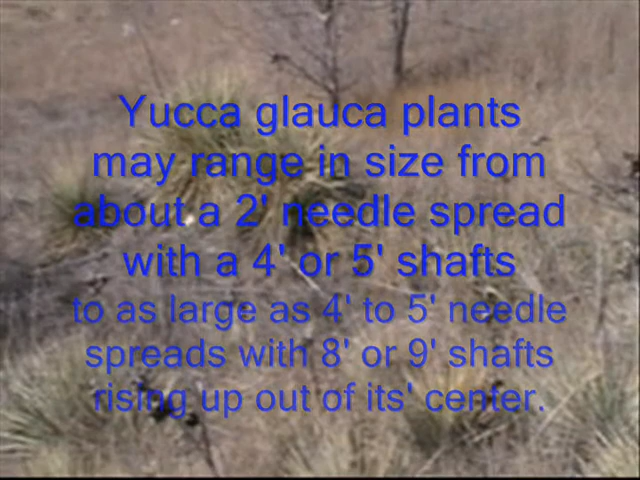 Yucca glauca plants
may range in size from
about a 2' needle spread
with a 4' or 5' shafts
to as large as 4' to 5' needle
spreads with 8' or 9' shafts
rising up out of its' center.